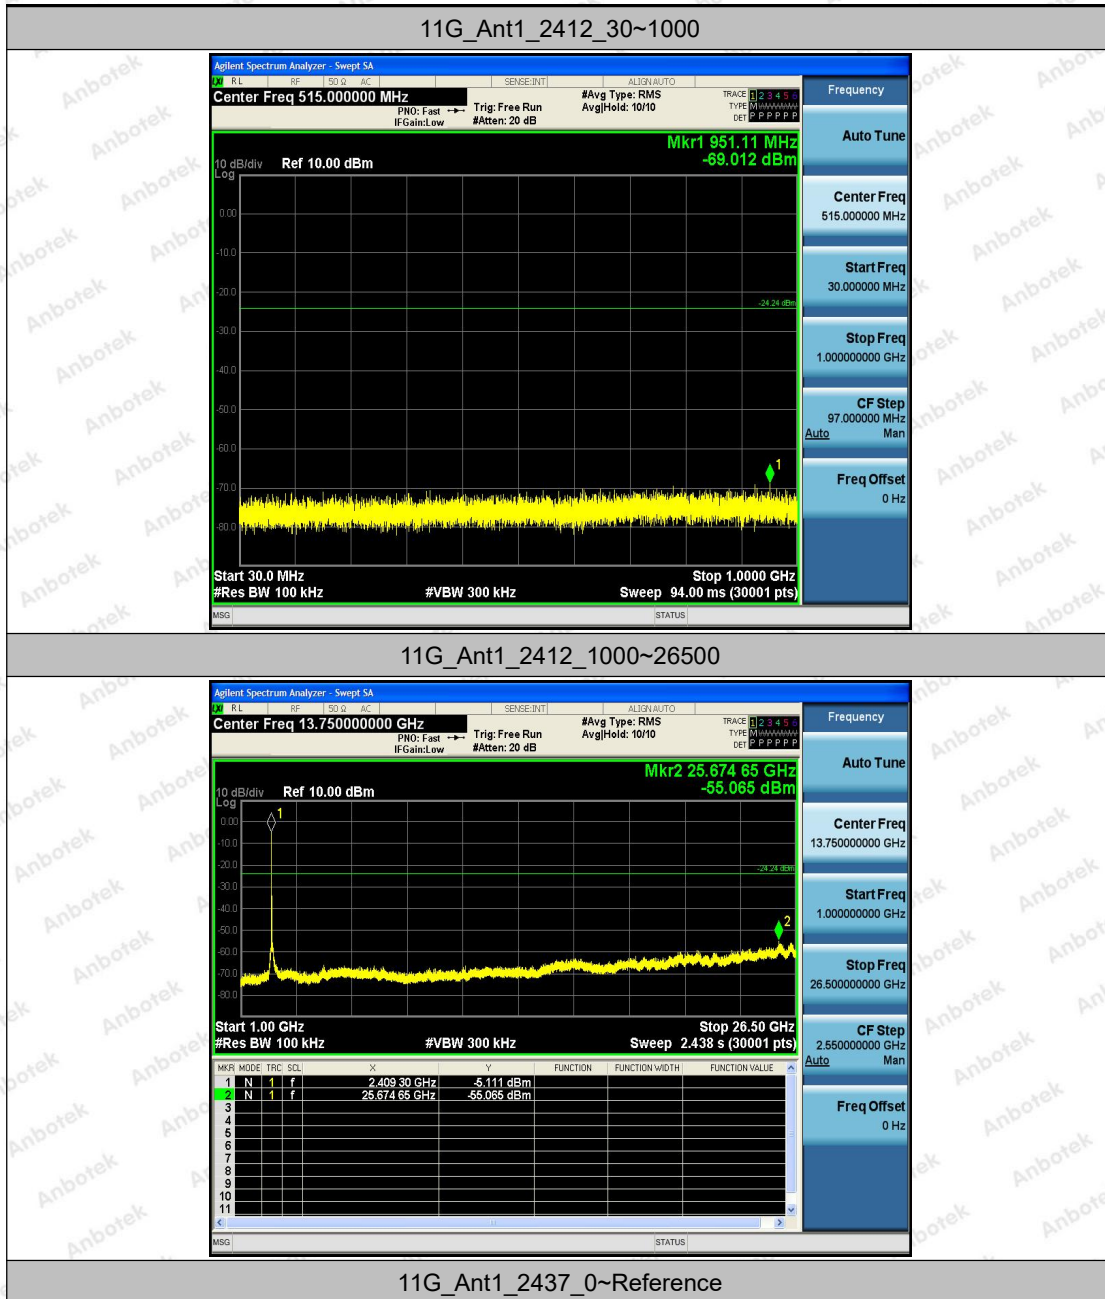 11G_Ant1_2412_30~1000
Agilent Spectrum Analyzer - Swept SA
RL RF 50 Ω AC SENSE:INT ALIGN AUTO
Center Freq 515.000000 MHz
PNO: Fast
IFGain:Low
Trig: Free Run
#Atten: 20 dB
#Avg Type: RMS
Avg|Hold: 10/10
TRACE 1 2 3 4 5 6
TYPE M
DET P P P P P P
Mkr1 951.11 MHz
-69.012 dBm
10 dB/div Ref 10.00 dBm
Log
0.00
-10.0
-20.0
-24.24 dBm
-30.0
-40.0
-50.0
-60.0
1
-70.0
-80.0
Start 30.0 MHz Stop 1.0000 GHz
#Res BW 100 kHz #VBW 300 kHz Sweep 94.00 ms (30001 pts)
MSG STATUS
Frequency
Auto Tune
Center Freq
515.000000 MHz
Start Freq
30.000000 MHz
Stop Freq
1.000000000 GHz
CF Step
97.000000 MHz
Auto Man
Freq Offset
0 Hz
11G_Ant1_2412_1000~26500
Agilent Spectrum Analyzer - Swept SA
RL RF 50 Ω AC SENSE:INT ALIGN AUTO
Center Freq 13.750000000 GHz
PNO: Fast
IFGain:Low
Trig: Free Run
#Atten: 20 dB
#Avg Type: RMS
Avg|Hold: 10/10
TRACE 1 2 3 4 5 6
TYPE M
DET P P P P P P
Mkr2 25.674 65 GHz
-55.065 dBm
10 dB/div Ref 10.00 dBm
Log
0.00
1
-10.0
-20.0
-24.24 dBm
-30.0
-40.0
-50.0
2
-60.0
-70.0
-80.0
Start 1.00 GHz Stop 26.50 GHz
#Res BW 100 kHz #VBW 300 kHz Sweep 2.438 s (30001 pts)
MKR MODE TRC SCL X Y FUNCTION FUNCTION WIDTH FUNCTION VALUE
1 N 1 f 2.409 30 GHz -5.111 dBm
2 N 1 f 25.674 65 GHz -55.065 dBm
3
4
5
6
7
8
9
10
11
MSG STATUS
Frequency
Auto Tune
Center Freq
13.750000000 GHz
Start Freq
1.000000000 GHz
Stop Freq
26.500000000 GHz
CF Step
2.550000000 GHz
Auto Man
Freq Offset
0 Hz
11G_Ant1_2437_0~Reference